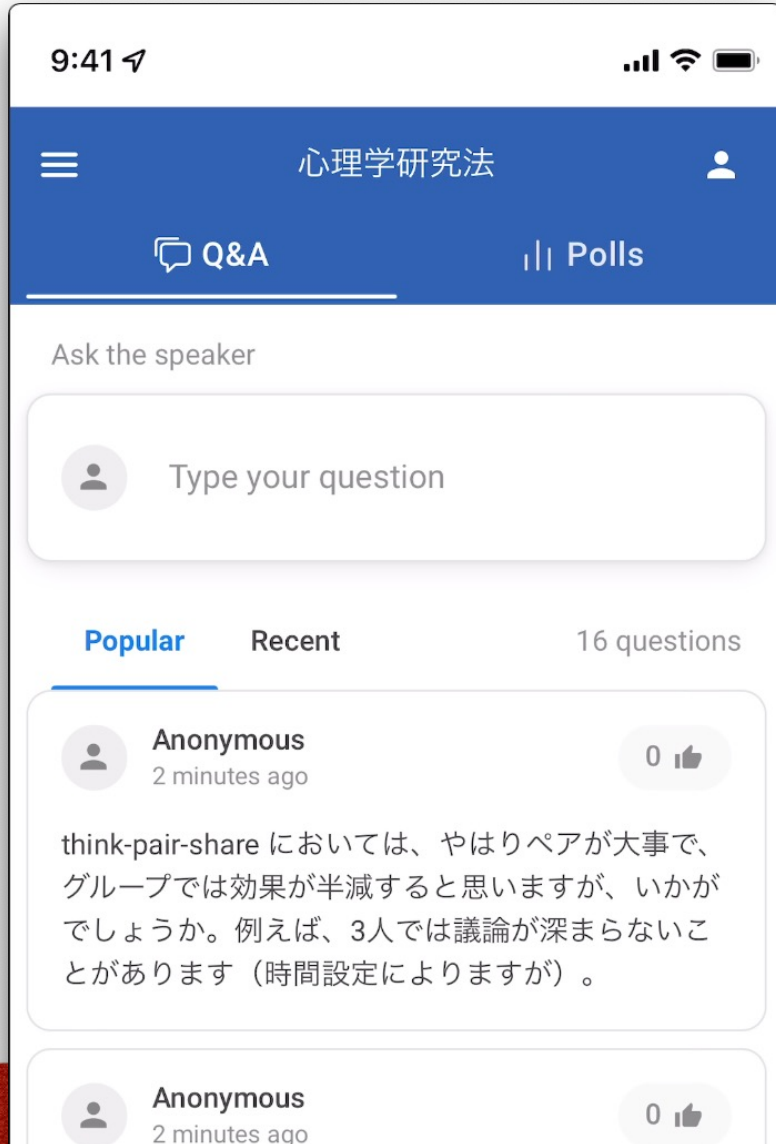 9:41
心理学研究法
Q&A
Polls
Ask the speaker
Type your question
Popular
Recent
16 questions
Anonymous
0
2 minutes ago
think-pair-share においては、やはりペアが大事で、
グループでは効果が半減すると思いますが、いかが
でしょうか。例えば、3人では議論が深まらないこ
とがあります（時間設定によりますが）。
Anonymous
0
2 minutes ago